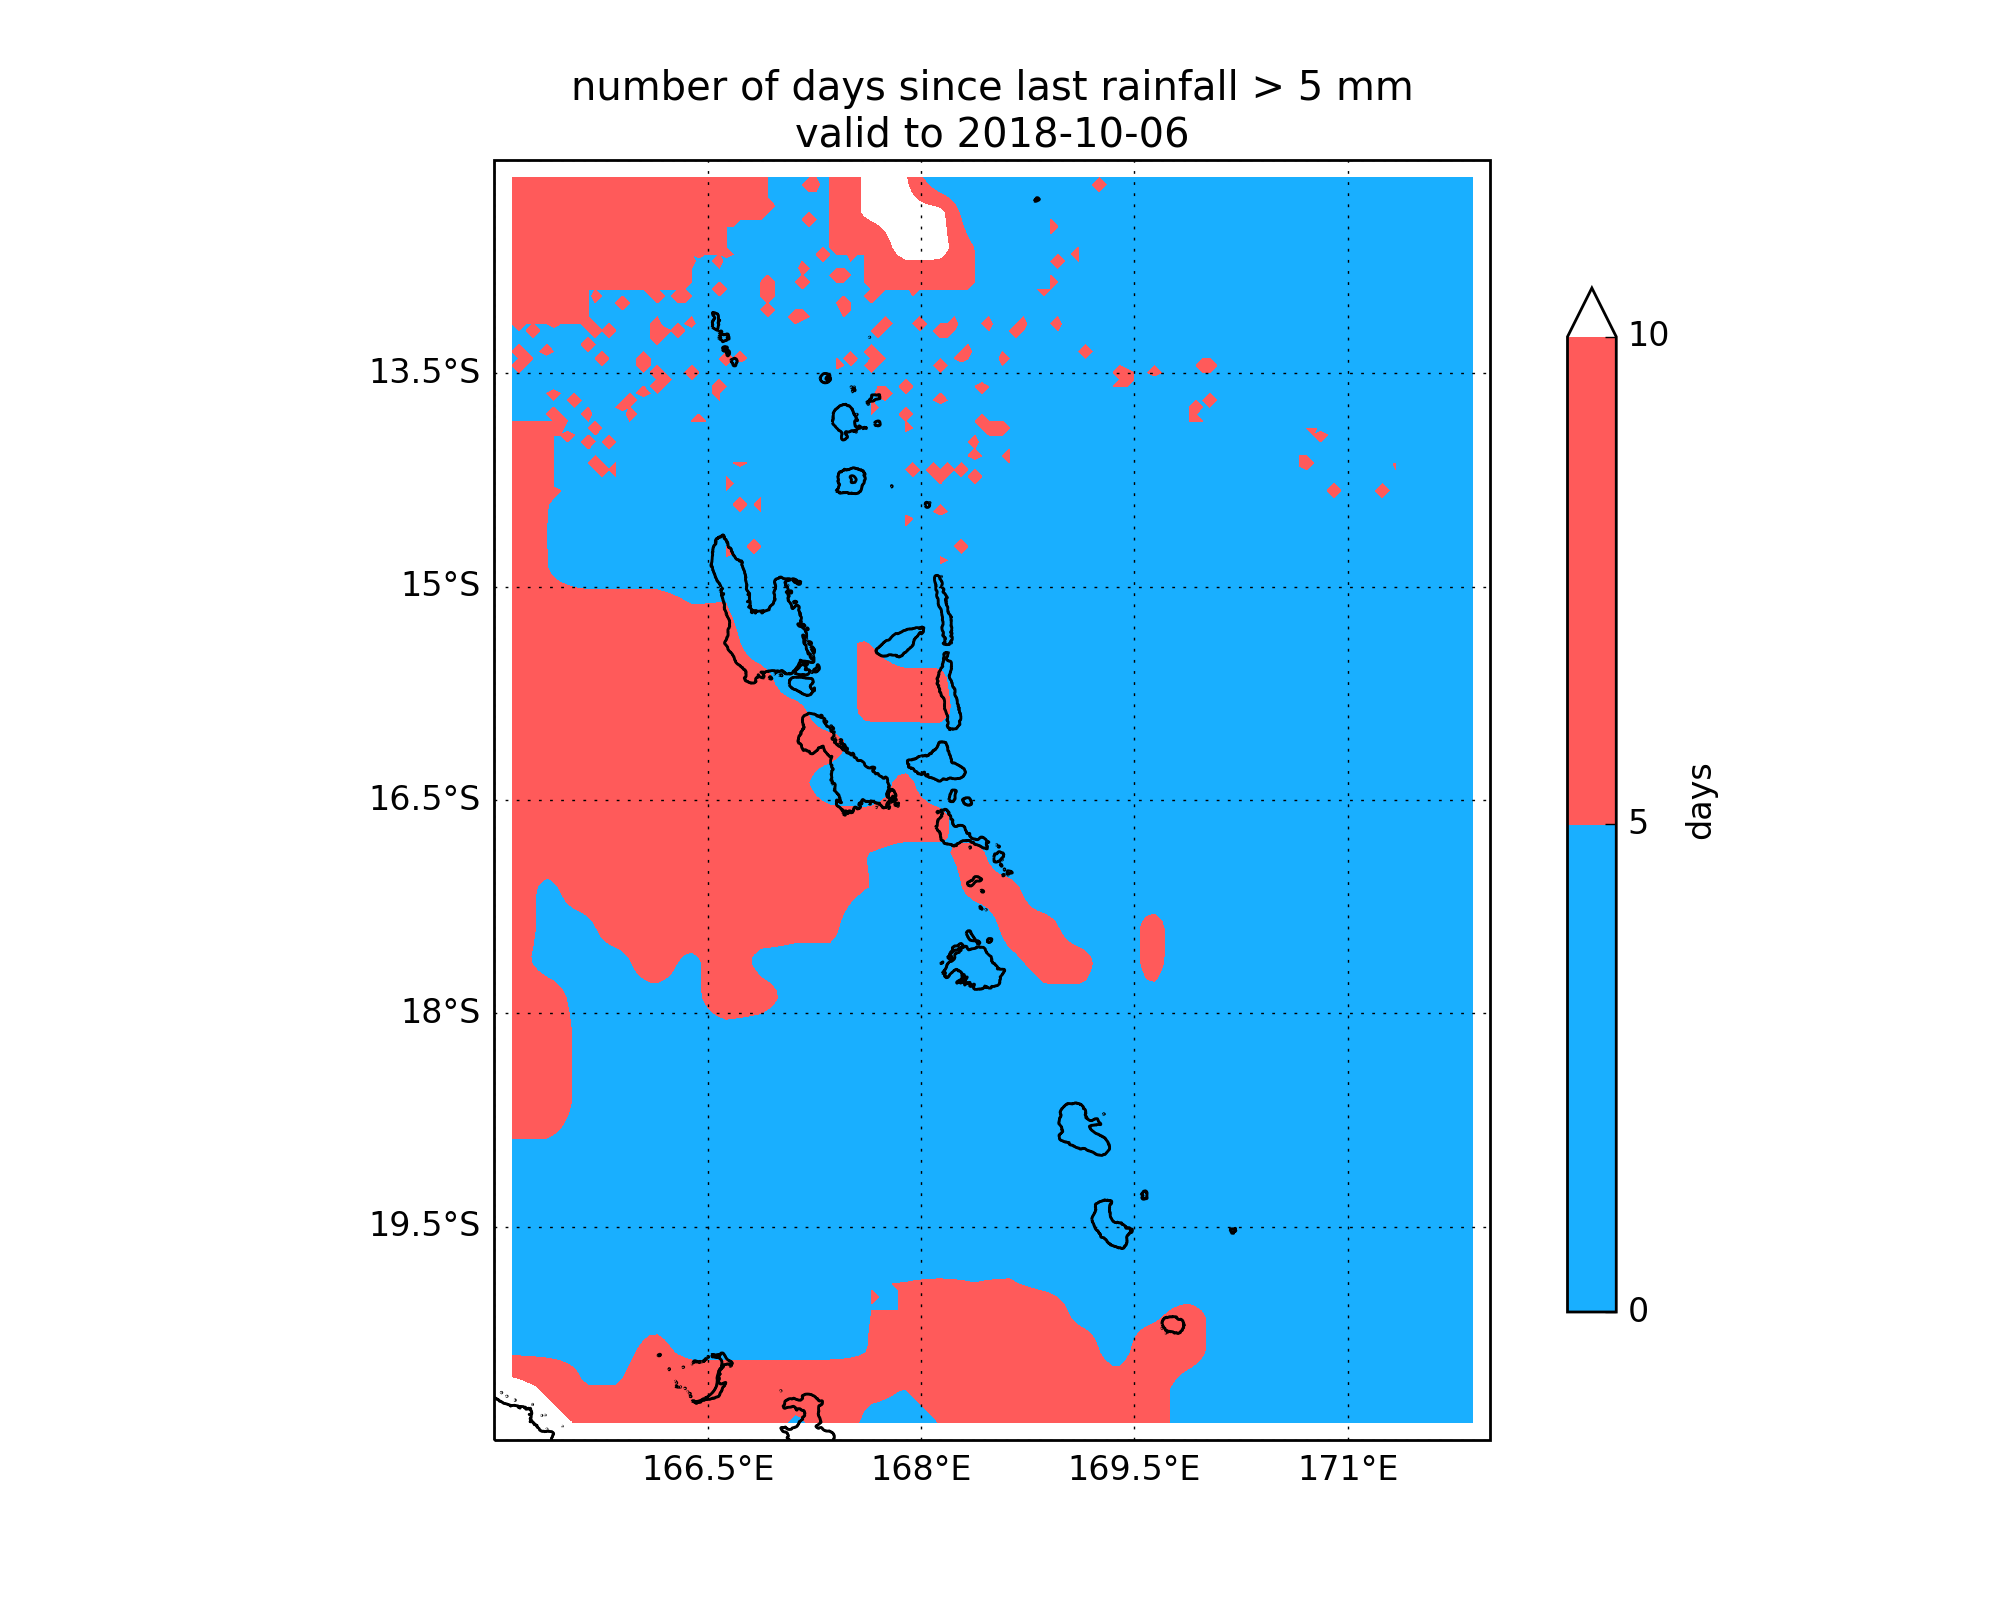 number of days since last rainfall > 5 mm
valid to 2018-10-06
13.5°S
15°S
16.5°S
18°S
19.5°S
166.5°E
168°E
169.5°E
171°E
10
5
0
days